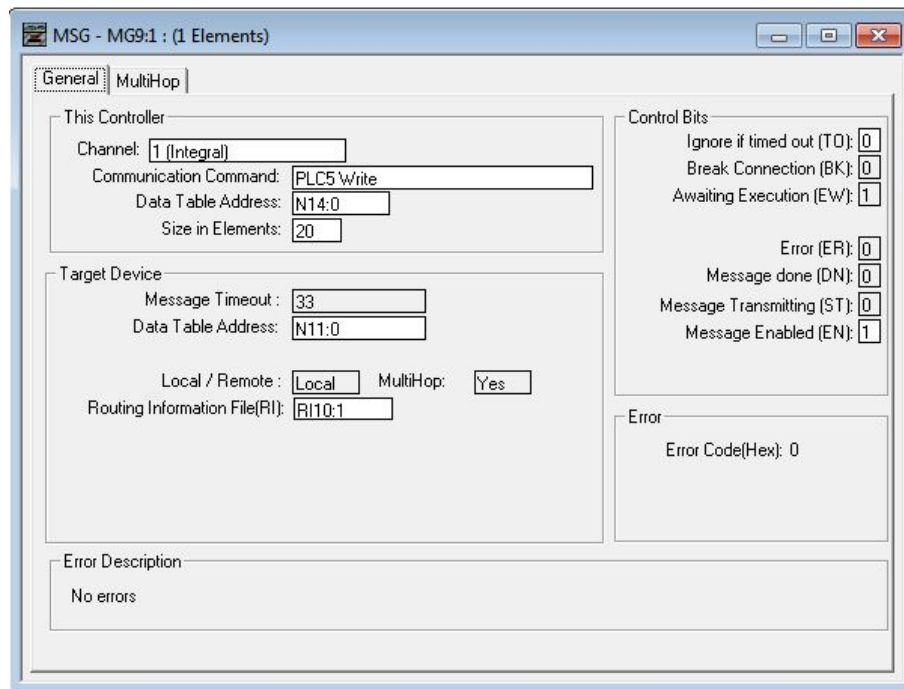 MSG - MG9:1 : (1 Elements)
General MultiHop
This Controller
Channel: 1 (Integral)
Communication Command: PLC5 Write
Data Table Address: N14:0
Size in Elements: 20
Target Device
Message Timeout : 33
Data Table Address: N11:0
Local / Remote : Local MultiHop: Yes
Routing Information File(RI): RI10:1
Control Bits
Ignore if timed out (TO): 0
Break Connection (BK): 0
Awaiting Execution (EW): 1
Error (ER): 0
Message done (DN): 0
Message Transmitting (ST): 0
Message Enabled (EN): 1
Error
Error Code(Hex): 0
Error Description
No errors